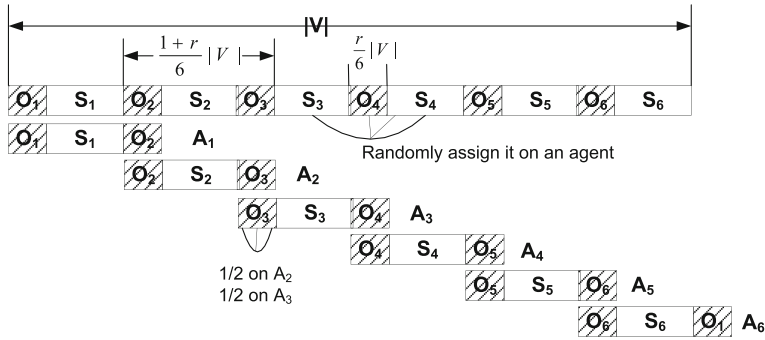 |V|
1 + r / 6 |V|
r / 6 |V|
O₁ S₁ O₂ S₂ O₃ S₃ O₄ S₄ O₅ S₅ O₆ S₆
O₁ S₁ O₂ A₁
Randomly assign it on an agent
O₂ S₂ O₃ A₂
O₃ S₃ O₄ A₃
O₄ S₄ O₅ A₄
1/2 on A₂
1/2 on A₃
O₅ S₅ O₆ A₅
O₆ S₆ O₁ A₆